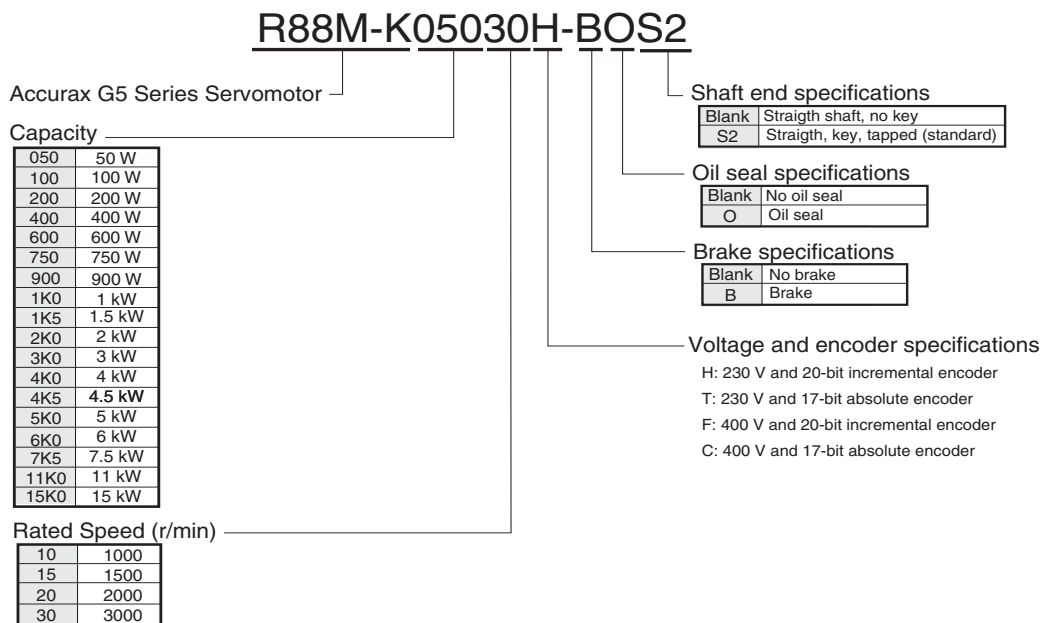 R88M-K05030H-BOS2
Accurax G5 Series Servomotor
Capacity
050 50 W
100 100 W
200 200 W
400 400 W
600 600 W
750 750 W
900 900 W
1K0 1 kW
1K5 1.5 kW
2K0 2 kW
3K0 3 kW
4K0 4 kW
4K5 4.5 kW
5K0 5 kW
6K0 6 kW
7K5 7.5 kW
11K0 11 kW
15K0 15 kW
Rated Speed (r/min)
10 1000
15 1500
20 2000
30 3000
Shaft end specifications
Blank Straigth shaft, no key
S2 Straigth, key, tapped (standard)
Oil seal specifications
Blank No oil seal
O Oil seal
Brake specifications
Blank No brake
B Brake
Voltage and encoder specifications
H: 230 V and 20-bit incremental encoder
T: 230 V and 17-bit absolute encoder
F: 400 V and 20-bit incremental encoder
C: 400 V and 17-bit absolute encoder